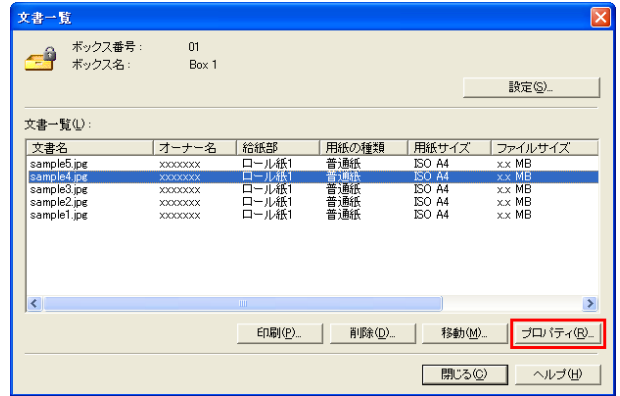 文書一覧
ボックス番号: 01
ボックス名: Box 1
設定(S)...
文書一覧(L):
文書名 オーナー名 給紙部 用紙の種類 用紙サイズ ファイルサイズ
sample5.jpg xxxxxxx ロール紙1 普通紙 ISO A4 x.x MB
sample4.jpg xxxxxxx ロール紙1 普通紙 ISO A4 x.x MB
sample3.jpg xxxxxxx ロール紙1 普通紙 ISO A4 x.x MB
sample2.jpg xxxxxxx ロール紙1 普通紙 ISO A4 x.x MB
sample1.jpg xxxxxxx ロール紙1 普通紙 ISO A4 x.x MB
印刷(P)... 削除(D)... 移動(M)... プロパティ(R)...
閉じる(C) ヘルプ(H)